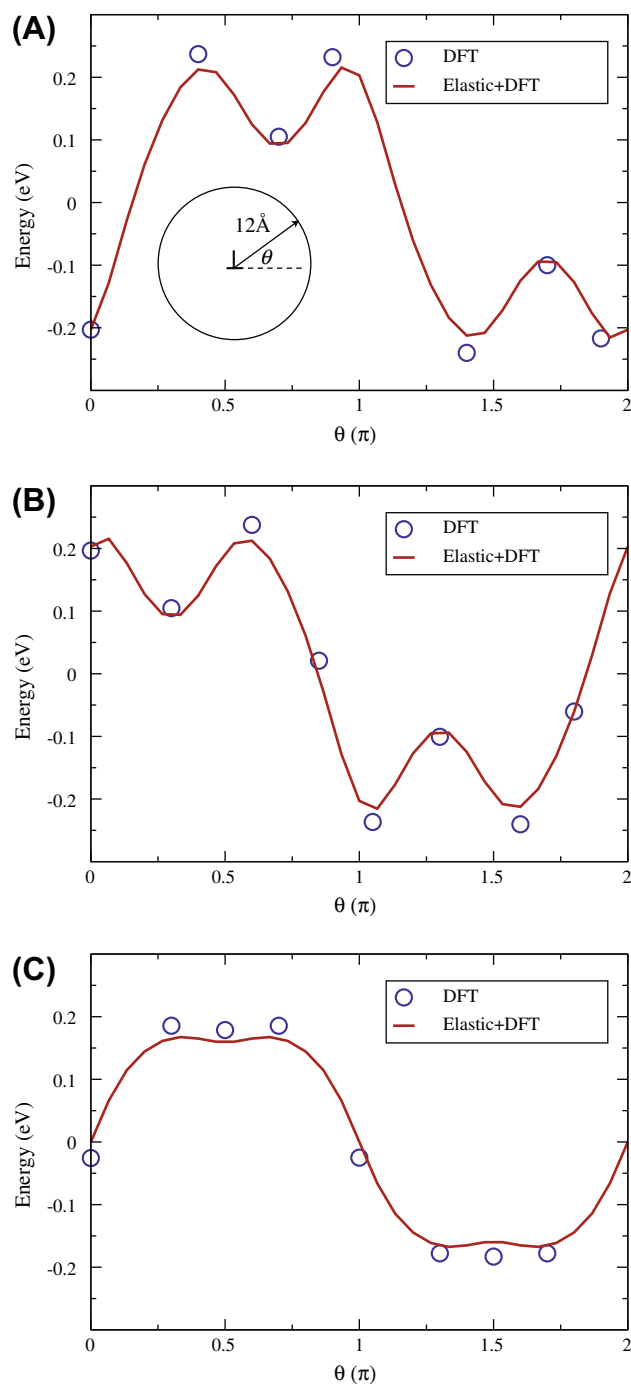 (A)
DFT
Elastic+DFT
Energy (eV)
0.2
0.1
0
-0.1
-0.2
12Å
θ
0 0.5 1 1.5 2
θ (π)
(B)
DFT
Elastic+DFT
Energy (eV)
0.2
0.1
0
-0.1
-0.2
0 0.5 1 1.5 2
θ (π)
(C)
DFT
Elastic+DFT
Energy (eV)
0.2
0.1
0
-0.1
-0.2
0 0.5 1 1.5 2
θ (π)